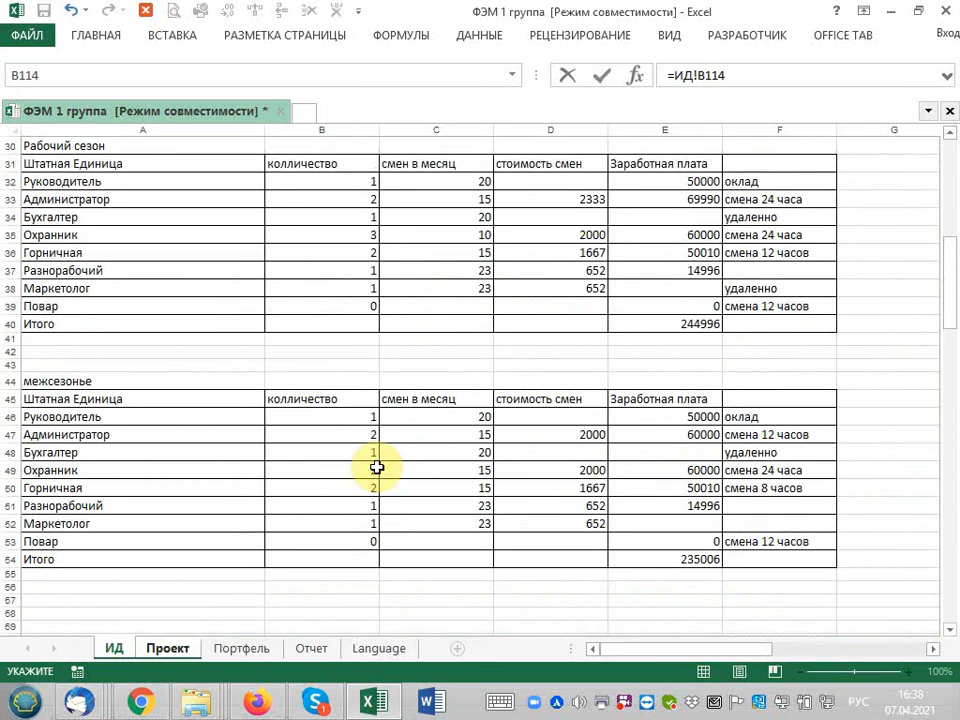 ФЭМ 1 группа [Режим совместимости] - Excel
?
ФАЙЛ ГЛАВНАЯ ВСТАВКА РАЗМЕТКА СТРАНИЦЫ ФОРМУЛЫ ДАННЫЕ РЕЦЕНЗИРОВАНИЕ ВИД РАЗРАБОТЧИК OFFICE TAB Вход
B114 fx =ИД!B114
ФЭМ 1 группа [Режим совместимости] *
A B C D E F G
30 Рабочий сезон
31 Штатная Единица колличество смен в месяц стоимость смен Заработная плата
32 Руководитель 1 20 50000 оклад
33 Администратор 2 15 2333 69990 смена 24 часа
34 Бухгалтер 1 20 удаленно
35 Охранник 3 10 2000 60000 смена 24 часа
36 Горничная 2 15 1667 50010 смена 12 часов
37 Разнорабочий 1 23 652 14996
38 Маркетолог 1 23 652 удаленно
39 Повар 0 0 смена 12 часов
40 Итого 244996
41
42
43
44 межсезонье
45 Штатная Единица колличество смен в месяц стоимость смен Заработная плата
46 Руководитель 1 20 50000 оклад
47 Администратор 2 15 2000 60000 смена 12 часов
48 Бухгалтер 1 20 удаленно
49 Охранник 15 2000 60000 смена 24 часа
50 Горничная 2 15 1667 50010 смена 8 часов
51 Разнорабочий 1 23 652 14996
52 Маркетолог 1 23 652
53 Повар 0 0 смена 12 часов
54 Итого 235006
55
56
57
58
59
ИД Проект Портфель Отчет Language
УКАЖИТЕ 100%
РУС 16:38
07.04.2021